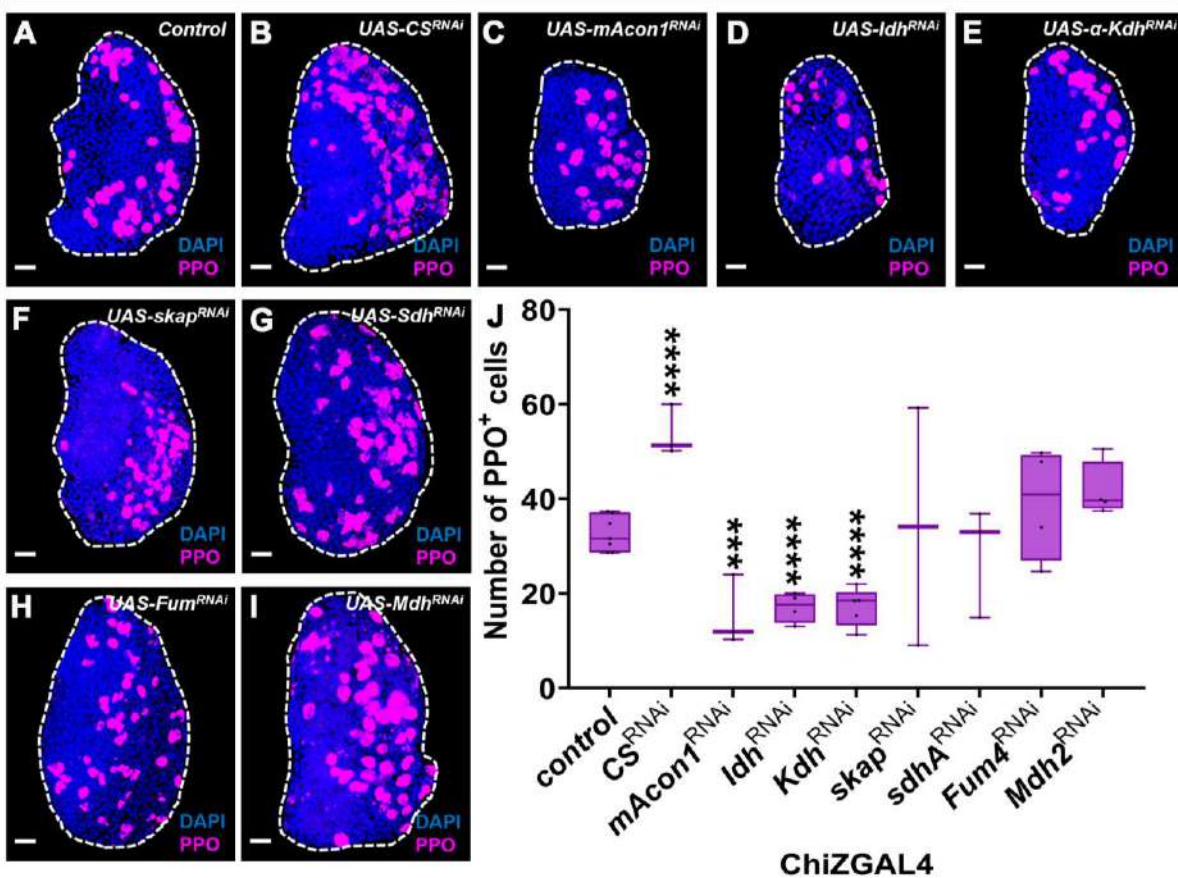 A Control
DAPI
PPO
B UAS-CS^RNAi
DAPI
PPO
C UAS-mAcon1^RNAi
DAPI
PPO
D UAS-Idh^RNAi
DAPI
PPO
E UAS-α-Kdh^RNAi
DAPI
PPO
F UAS-skap^RNAi
DAPI
PPO
G UAS-Sdh^RNAi
DAPI
PPO
H UAS-Fum^RNAi
DAPI
PPO
I UAS-Mdh^RNAi
DAPI
PPO
J
Number of PPO⁺ cells
80
60
40
20
0
****
***
****
****
control
CS^RNAi
mAcon1^RNAi
Idh^RNAi
Kdh^RNAi
skap^RNAi
sdhA^RNAi
Fum4^RNAi
Mdh2^RNAi
ChiZGAL4